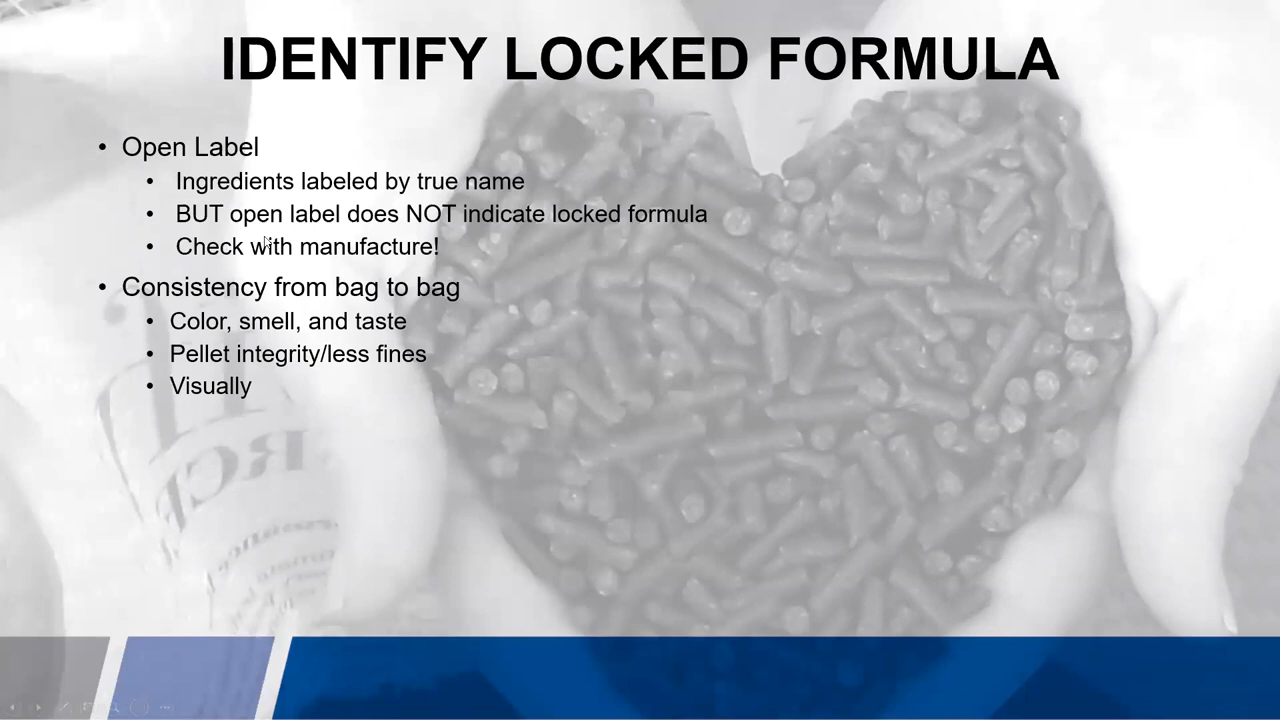 IDENTIFY LOCKED FORMULA
• Open Label
• Ingredients labeled by true name
• BUT open label does NOT indicate locked formula
• Check with manufacture!
• Consistency from bag to bag
• Color, smell, and taste
• Pellet integrity/less fines
• Visually